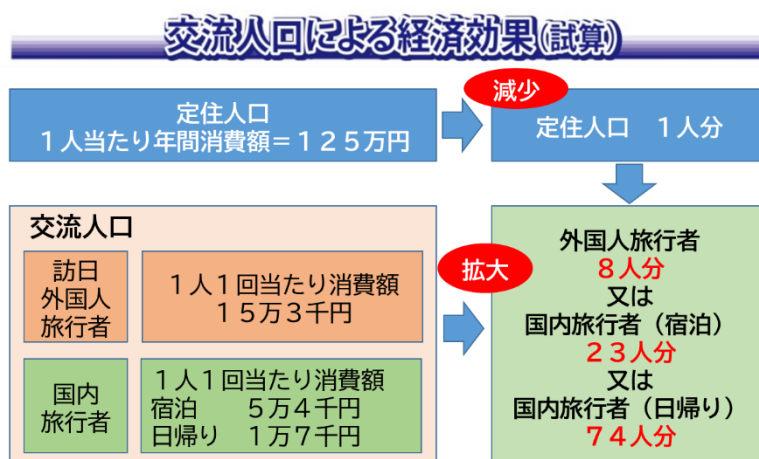 交流人口による経済効果(試算)
定住人口
１人当たり年間消費額＝１２５万円
減少
定住人口　１人分
交流人口
訪日
外国人
旅行者
１人１回当たり消費額
１５万３千円
国内
旅行者
１人１回当たり消費額
宿泊　　５万４千円
日帰り　１万７千円
拡大
外国人旅行者
８人分
又は
国内旅行者（宿泊）
２３人分
又は
国内旅行者（日帰り）
７４人分